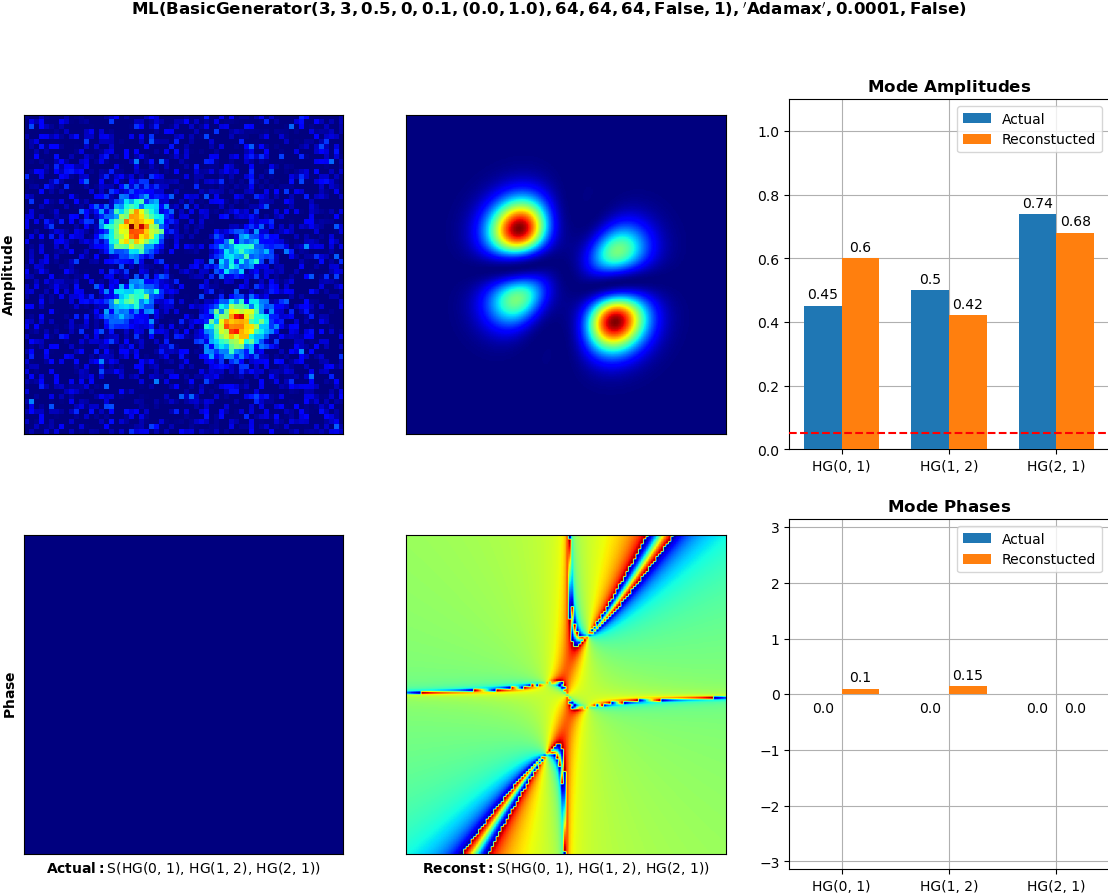 ML(BasicGenerator(3, 3, 0.5, 0, 0.1, (0.0, 1.0), 64, 64, 64, False, 1), ′Adamax′, 0.0001, False)
Amplitude
Mode Amplitudes
Actual
Reconstucted
1.0
0.8
0.6
0.4
0.2
0.0
0.45
0.6
0.5
0.42
0.74
0.68
HG(0, 1)
HG(1, 2)
HG(2, 1)
Phase
Actual: S(HG(0, 1), HG(1, 2), HG(2, 1))
Reconst: S(HG(0, 1), HG(1, 2), HG(2, 1))
Mode Phases
Actual
Reconstucted
3
2
1
0
−1
−2
−3
0.0
0.1
0.0
0.15
0.0
0.0
HG(0, 1)
HG(1, 2)
HG(2, 1)